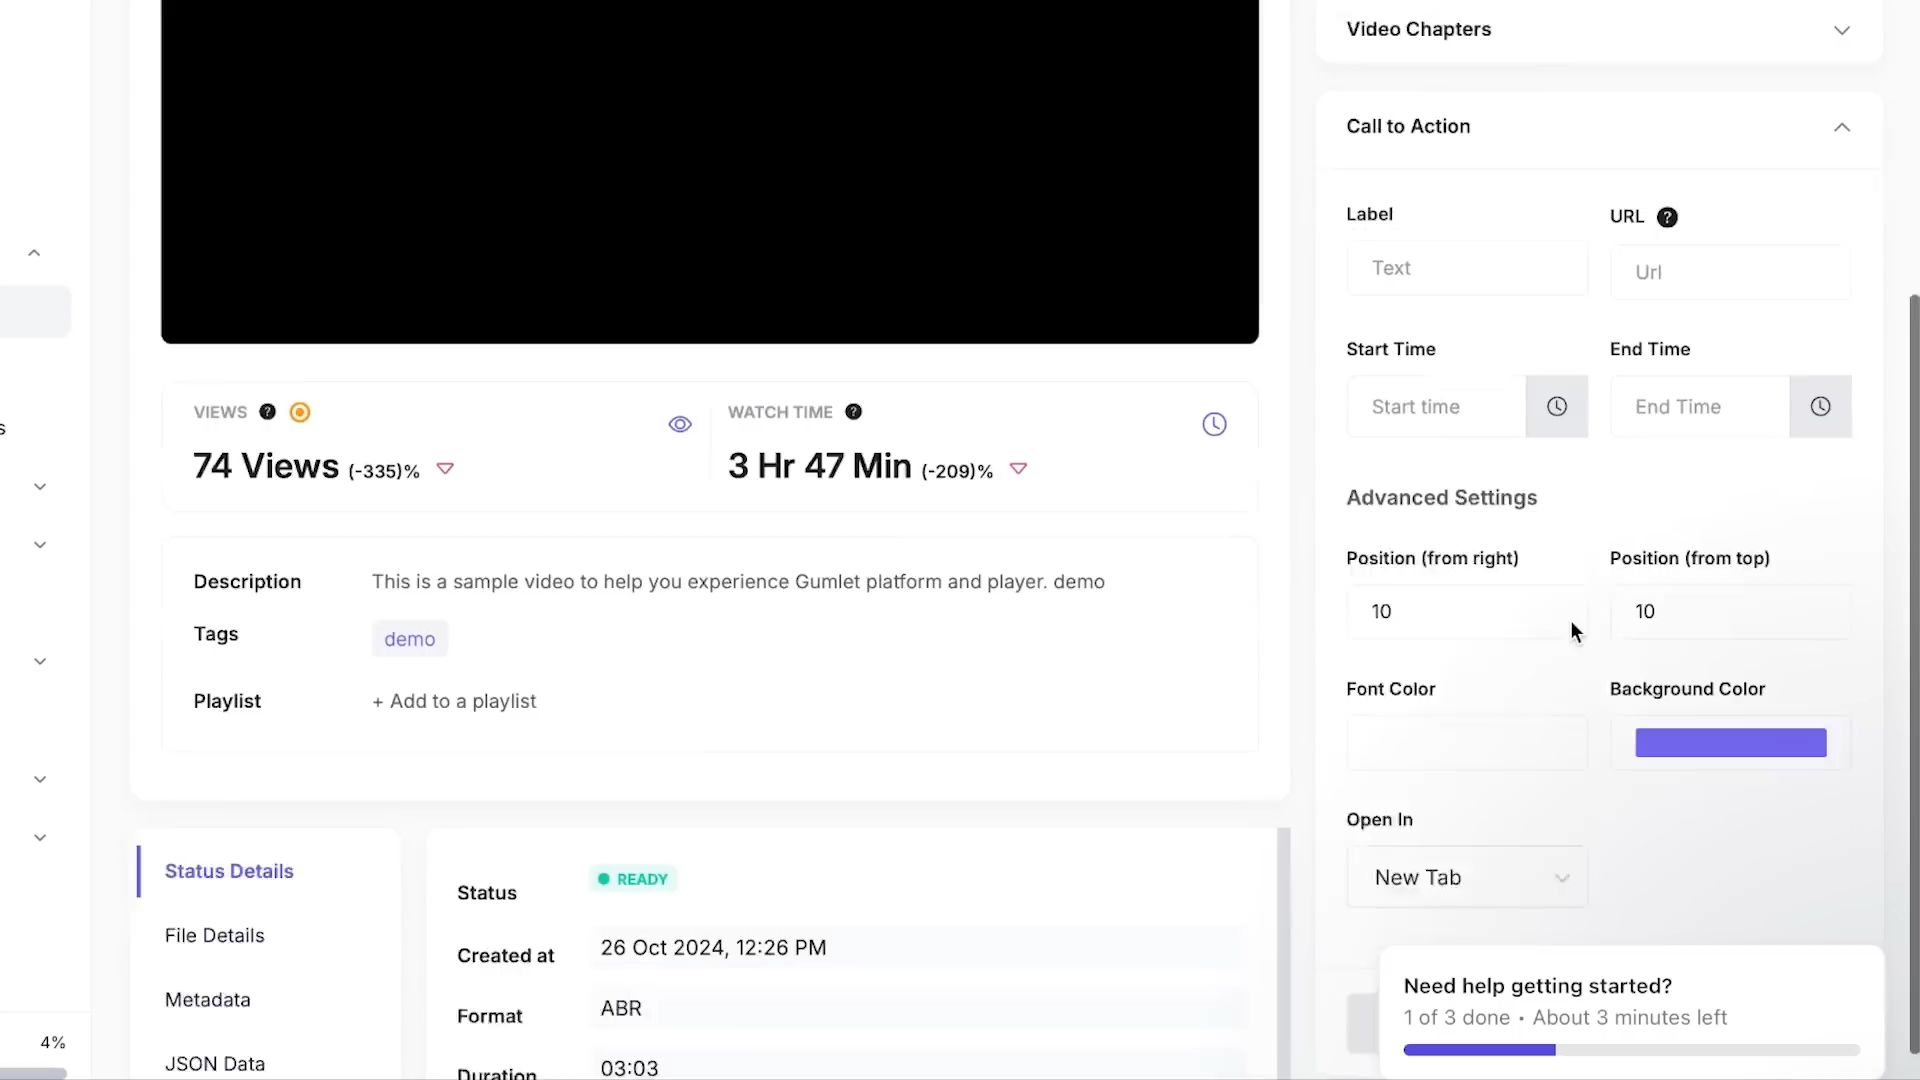 Video Chapters
Call to Action
Label
URL ?
Text
Url
Start Time
End Time
Start time
End Time
Advanced Settings
Position (from right)
Position (from top)
10
10
Font Color
Background Color
Open In
New Tab
s
4%
VIEWS ?
74 Views (-335)%
WATCH TIME ?
3 Hr 47 Min (-209)%
Description
This is a sample video to help you experience Gumlet platform and player. demo
Tags
demo
Playlist
+ Add to a playlist
Status Details
File Details
Metadata
JSON Data
Status
READY
Created at
26 Oct 2024, 12:26 PM
Format
ABR
Duration
03:03
Need help getting started?
1 of 3 done • About 3 minutes left